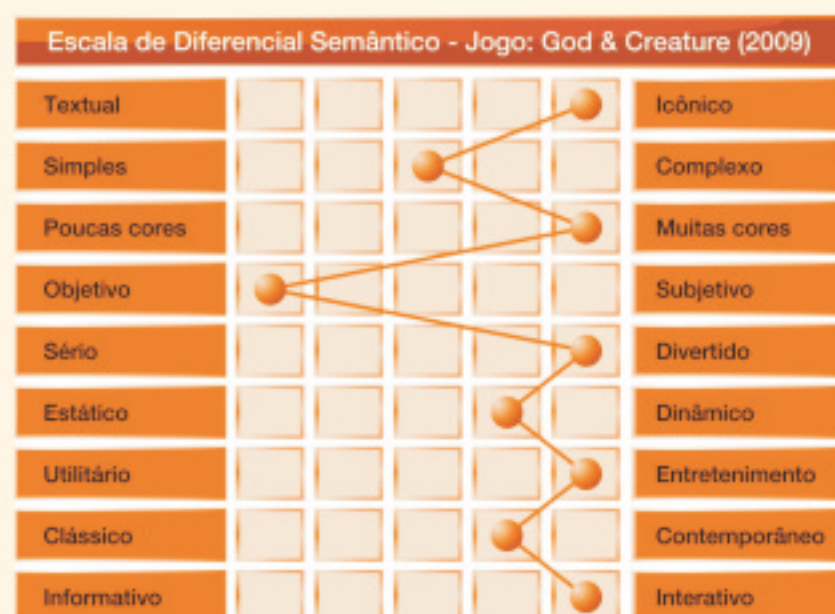 Escala de Diferencial Semântico - Jogo: God & Creature (2009)
Textual Icônico
Simples Complexo
Poucas cores Muitas cores
Objetivo Subjetivo
Sério Divertido
Estático Dinâmico
Utilitário Entretenimento
Clássico Contemporâneo
Informativo Interativo